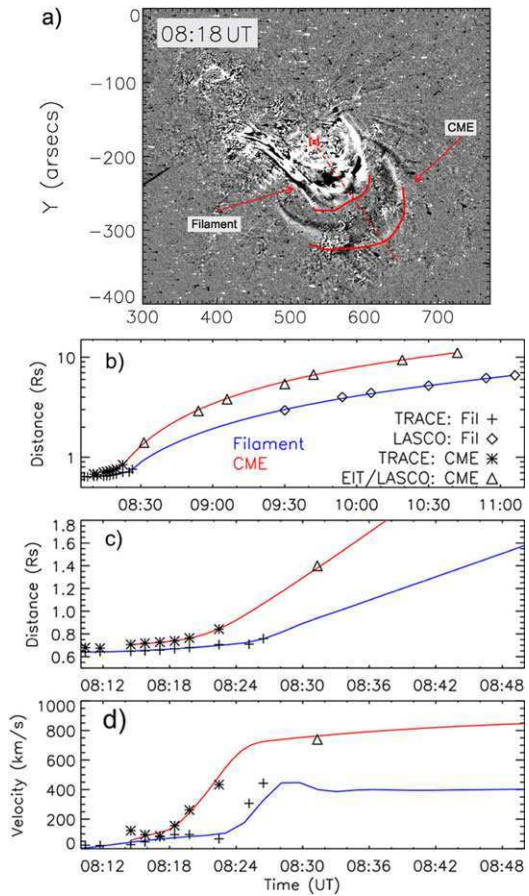 a)
08:18 UT
CME
Filament
Y (arsecs)
0
-100
-200
-300
-400
300 400 500 600 700
b)
Distance (Rs)
10
1
Filament
CME
TRACE: Fil +
LASCO: Fil ◇
TRACE: CME ✳
EIT/LASCO: CME △
08:30 09:00 09:30 10:00 10:30 11:00
c)
Distance (Rs)
1.8
1.6
1.4
1.2
1.0
0.8
0.6
08:12 08:18 08:24 08:30 08:36 08:42 08:48
d)
Velocity (km/s)
1000
800
600
400
200
0
08:12 08:18 08:24 08:30 08:36 08:42 08:48
Time (UT)